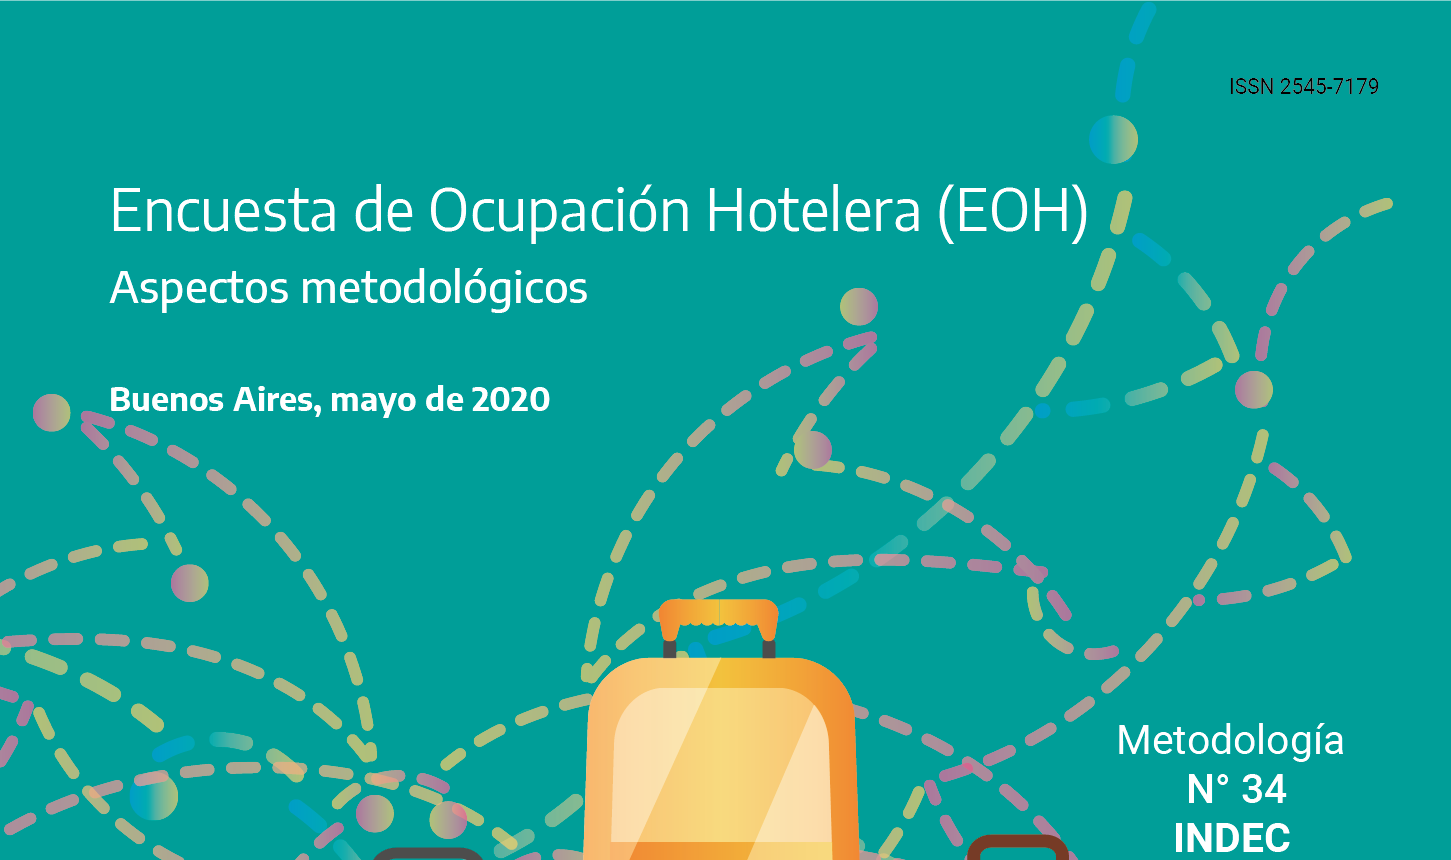 ISSN 2545-7179
Encuesta de Ocupación Hotelera (EOH)
Aspectos metodológicos
Buenos Aires, mayo de 2020
Metodología
N° 34
INDEC